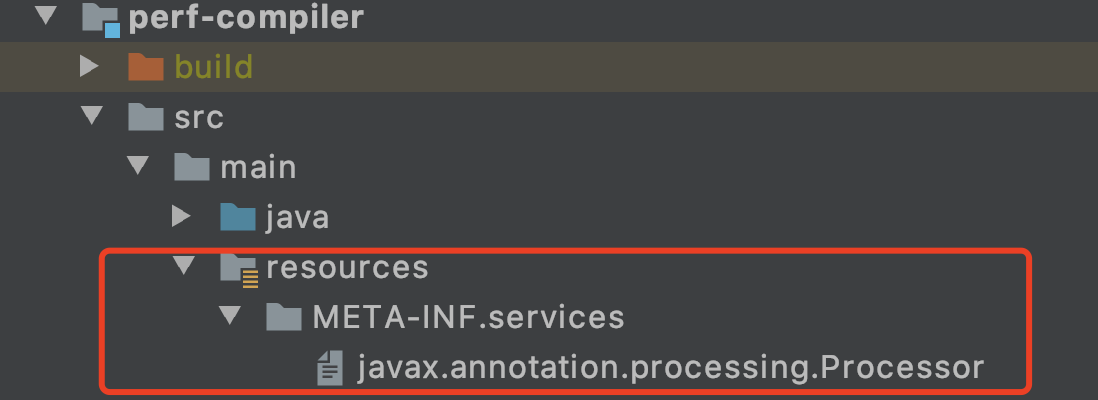 perf-compiler
build
src
main
java
resources
META-INF.services
javax.annotation.processing.Processor